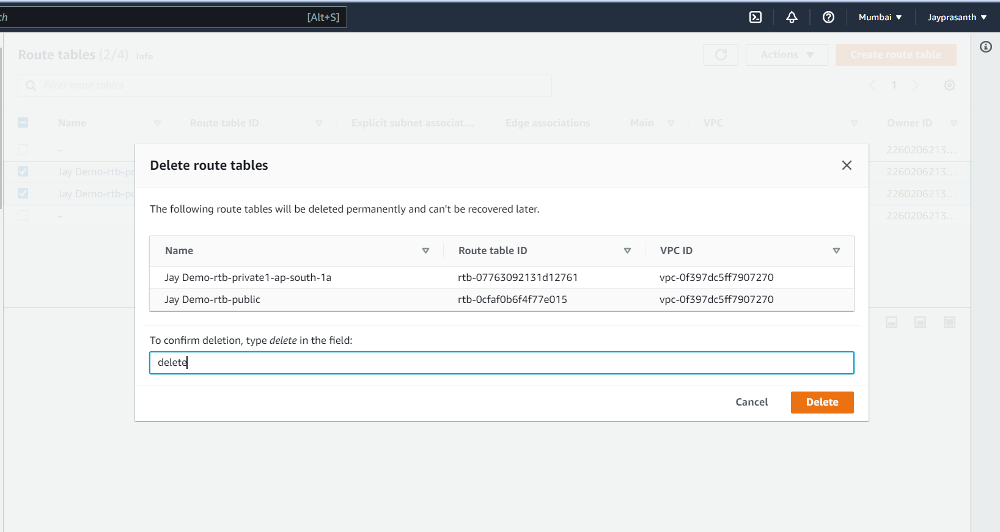 ch [Alt+S] Mumbai ▼ Jayprasanth ▼
Route tables (2/4) Info Actions ▼ Create route table
Filter route tables 1
Name Route table ID Explicit subnet associat... Edge associations Main VPC Owner ID
– 2260206213...
Jay Demo-rtb-pr 2260206213...
Jay Demo-rtb-pu 2260206213...
– 2260206213...
Delete route tables
The following route tables will be deleted permanently and can't be recovered later.
Name Route table ID VPC ID
Jay Demo-rtb-private1-ap-south-1a rtb-07763092131d12761 vpc-0f397dc5ff7907270
Jay Demo-rtb-public rtb-0cfaf0b6f4f77e015 vpc-0f397dc5ff7907270
To confirm deletion, type delete in the field:
delete
Cancel Delete